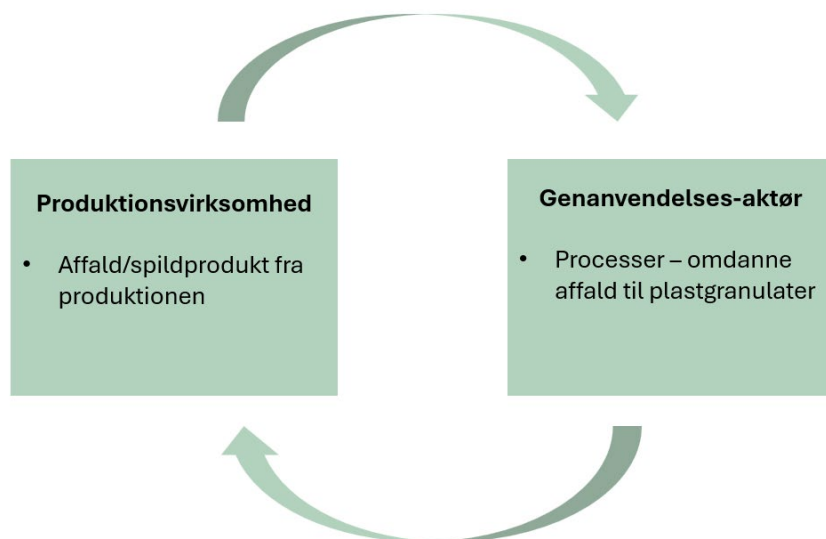 Produktionsvirksomhed
• Affald/spildprodukt fra
produktionen
Genanvendelses-aktør
• Processer – omdanne
affald til plastgranulater